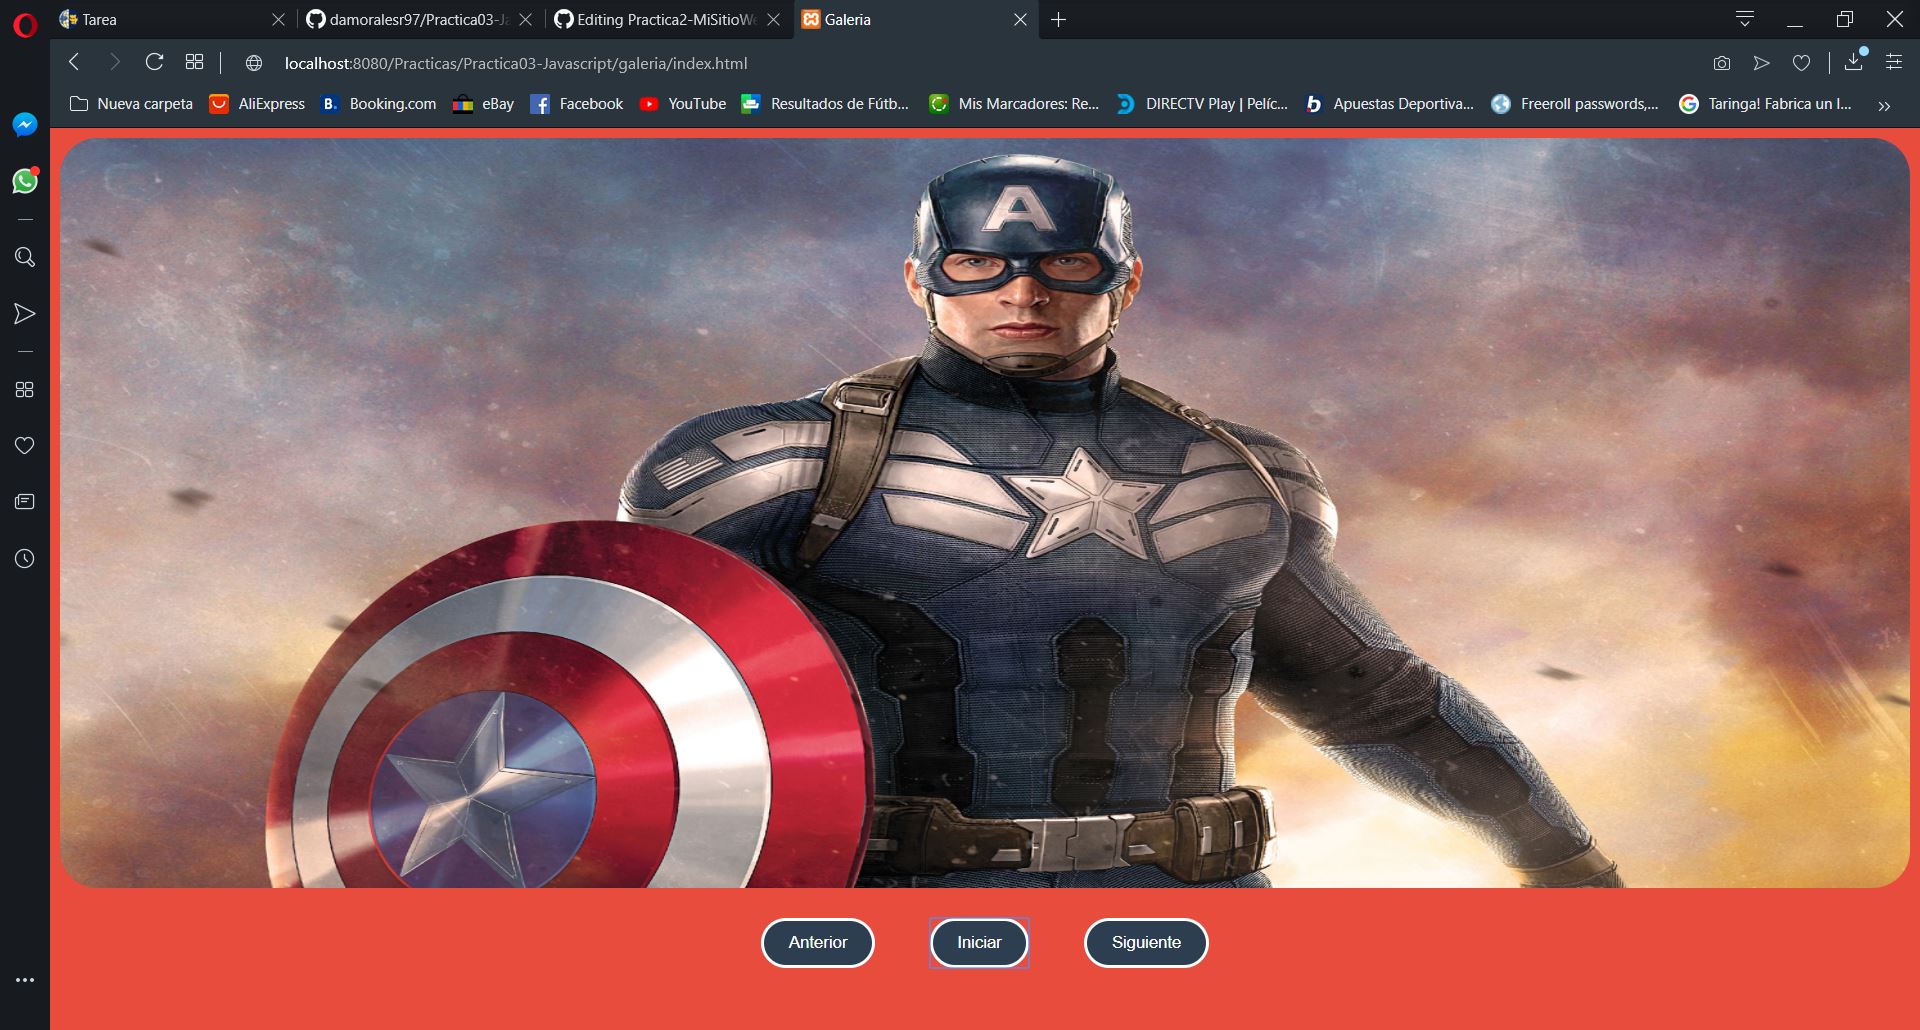 Tarea
damoralesr97/Practica03-Ja
Editing Practica2-MiSitioWe
Galeria
localhost:8080/Practicas/Practica03-Javascript/galeria/index.html
Nueva carpeta
AliExpress
B.
Booking.com
eBay
Facebook
YouTube
Resultados de Fútb...
Mis Marcadores: Re...
DIRECTV Play | Pelíc...
b
Apuestas Deportiva...
Freeroll passwords,...
G
Taringa! Fabrica un I...
A
Anterior
Iniciar
Siguiente